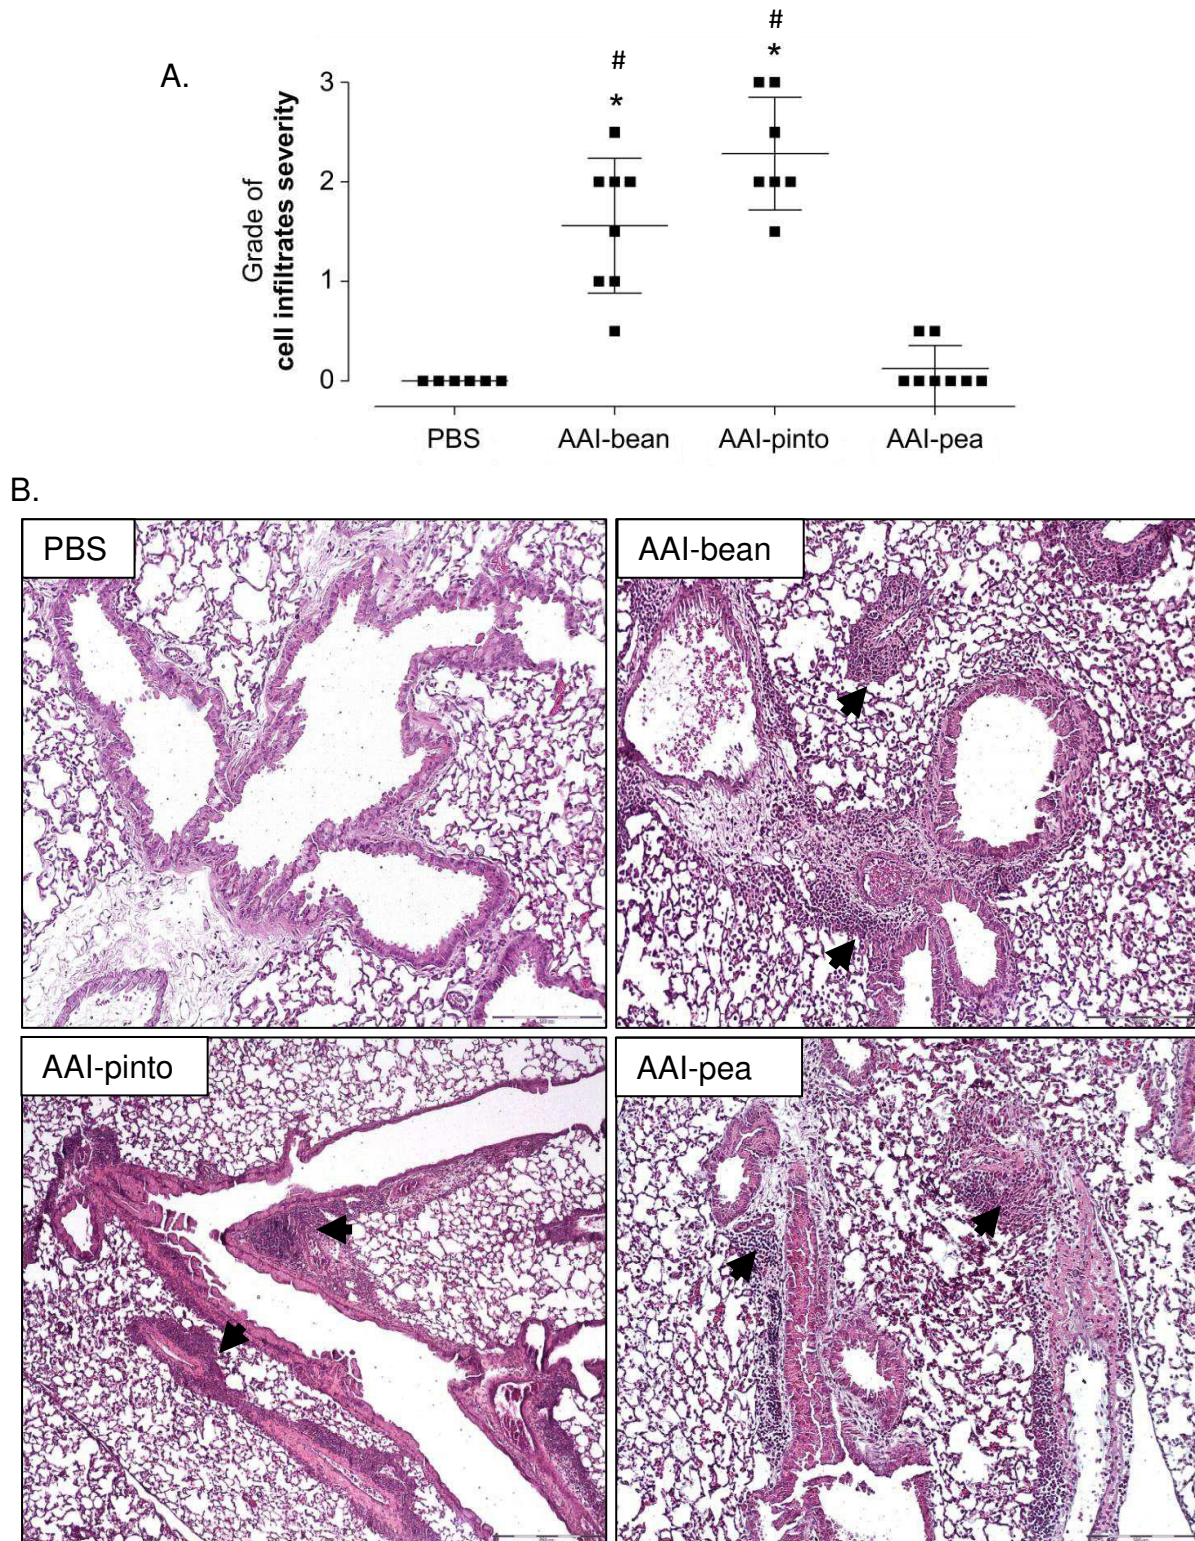 #
#
*
*
A.
3
2
1
0
Grade of
cell infiltrates severity
PBS
AAI-bean
AAI-pinto
AAI-pea
B.
PBS
AAI-bean
AAI-pinto
AAI-pea